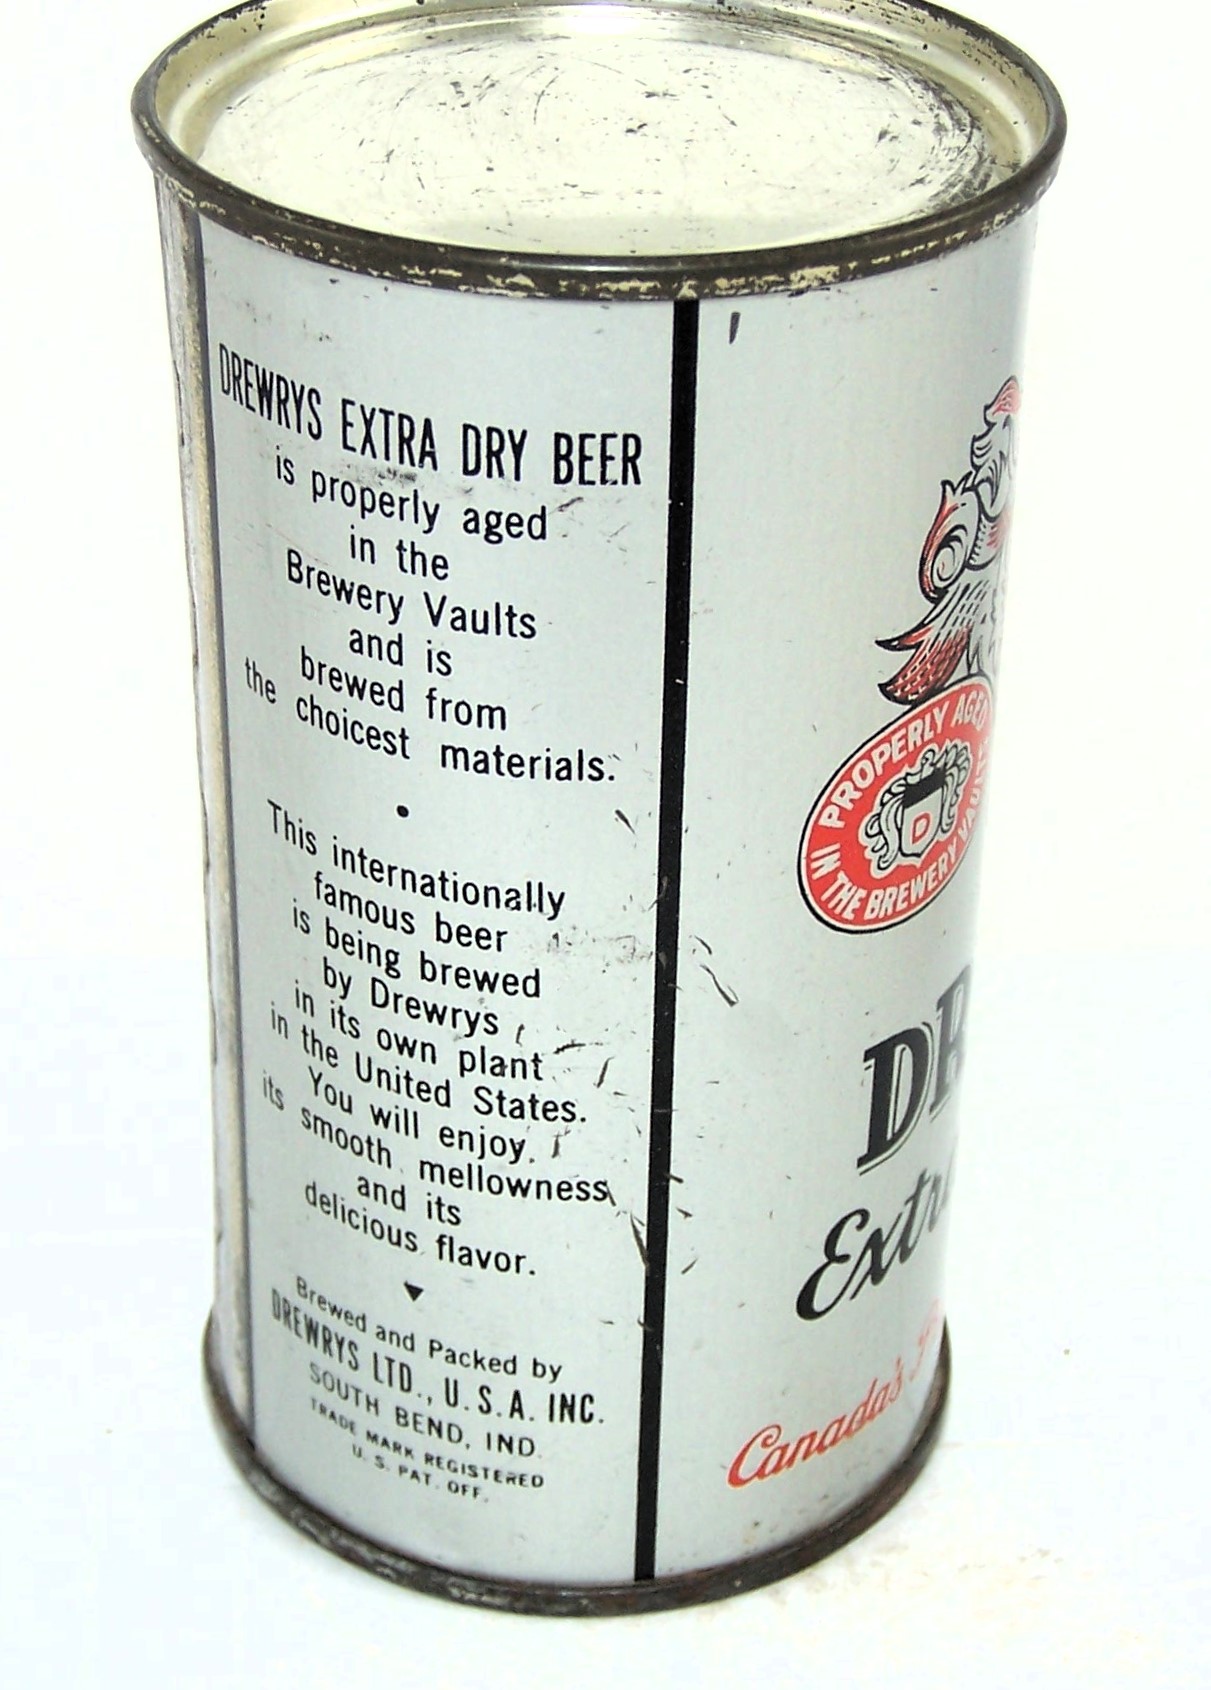 DREWRYS EXTRA DRY BEER
is properly aged
in the
Brewery Vaults
and is
brewed from
the choicest materials.
•
This internationally
famous beer
is being brewed
by Drewrys
in its own plant
in the United States.
You will enjoy
its smooth mellowness
and its
delicious flavor.
Brewed and Packed by
DREWRYS LTD., U.S.A. INC.
SOUTH BEND, IND.
TRADE MARK REGISTERED
U. S. PAT. OFF.
PROPERLY AGED
IN THE BREWERY VAULTS
D
DR
Extr
Canada's